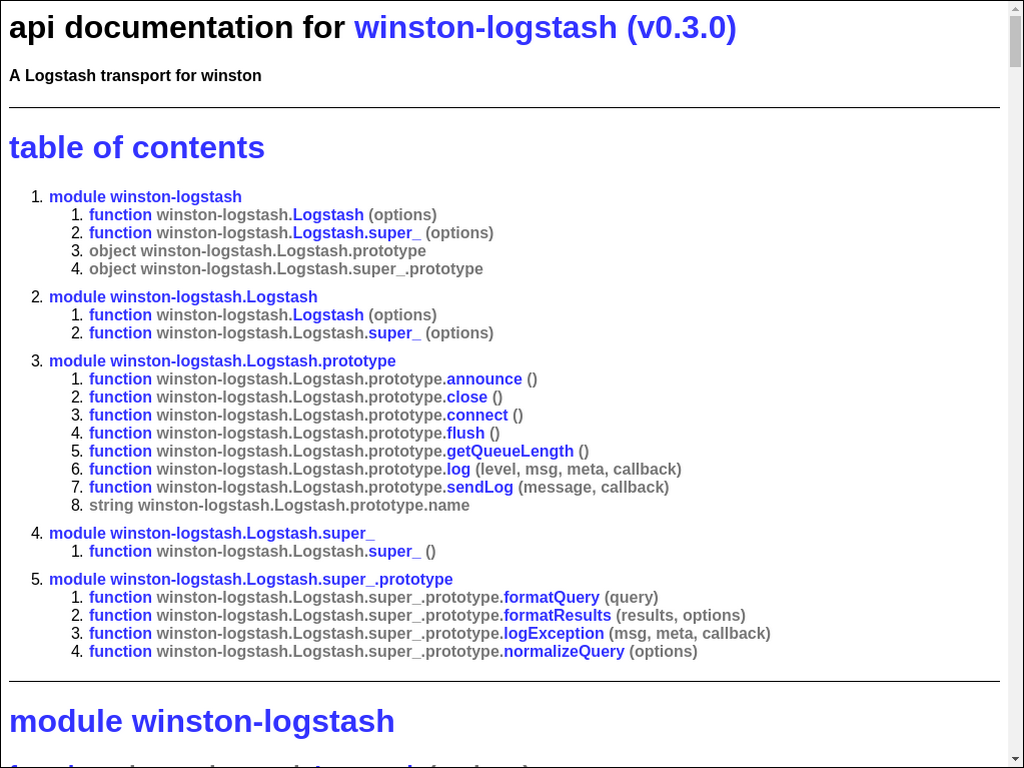 api documentation for winston-logstash (v0.3.0)
A Logstash transport for winston
table of contents
1. module winston-logstash
1. function winston-logstash.Logstash (options)
2. function winston-logstash.Logstash.super_ (options)
3. object winston-logstash.Logstash.prototype
4. object winston-logstash.Logstash.super_.prototype
2. module winston-logstash.Logstash
1. function winston-logstash.Logstash (options)
2. function winston-logstash.Logstash.super_ (options)
3. module winston-logstash.Logstash.prototype
1. function winston-logstash.Logstash.prototype.announce ()
2. function winston-logstash.Logstash.prototype.close ()
3. function winston-logstash.Logstash.prototype.connect ()
4. function winston-logstash.Logstash.prototype.flush ()
5. function winston-logstash.Logstash.prototype.getQueueLength ()
6. function winston-logstash.Logstash.prototype.log (level, msg, meta, callback)
7. function winston-logstash.Logstash.prototype.sendLog (message, callback)
8. string winston-logstash.Logstash.prototype.name
4. module winston-logstash.Logstash.super_
1. function winston-logstash.Logstash.super_ ()
5. module winston-logstash.Logstash.super_.prototype
1. function winston-logstash.Logstash.super_.prototype.formatQuery (query)
2. function winston-logstash.Logstash.super_.prototype.formatResults (results, options)
3. function winston-logstash.Logstash.super_.prototype.logException (msg, meta, callback)
4. function winston-logstash.Logstash.super_.prototype.normalizeQuery (options)
module winston-logstash